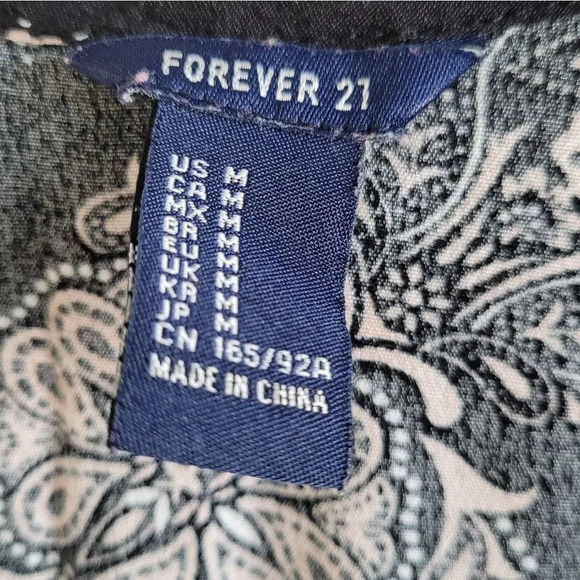 FOREVER 21
US M
CA M
MX M
BR M
EU M
UK M
KR M
JP M
CN 165/92A
MADE IN CHINA